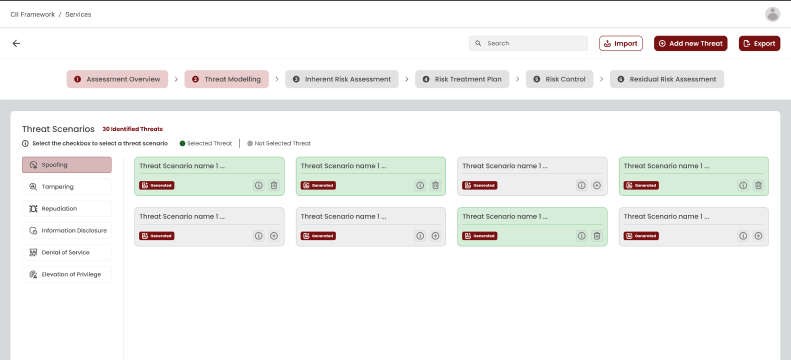 CII Framework / Services
Search
Import
Add new Threat
Export
1 Assessment Overview > 2 Threat Modelling > 3 Inherent Risk Assessment > 4 Risk Treatment Plan > 5 Risk Control > 6 Residual Risk Assessment
Threat Scenarios 30 Identified Threats
Select the checkbox to select a threat scenario Selected Threat Not Selected Threat
Spoofing
Tampering
Repudiation
Information Disclosure
Denial of Service
Elevation of Privilege
Threat Scenario name 1 ... Threat Scenario name 1 ... Threat Scenario name 1 ... Threat Scenario name 1 ...
Generated Generated Generated Generated
Threat Scenario name 1 ... Threat Scenario name 1 ... Threat Scenario name 1 ... Threat Scenario name 1 ...
Generated Generated Generated Generated